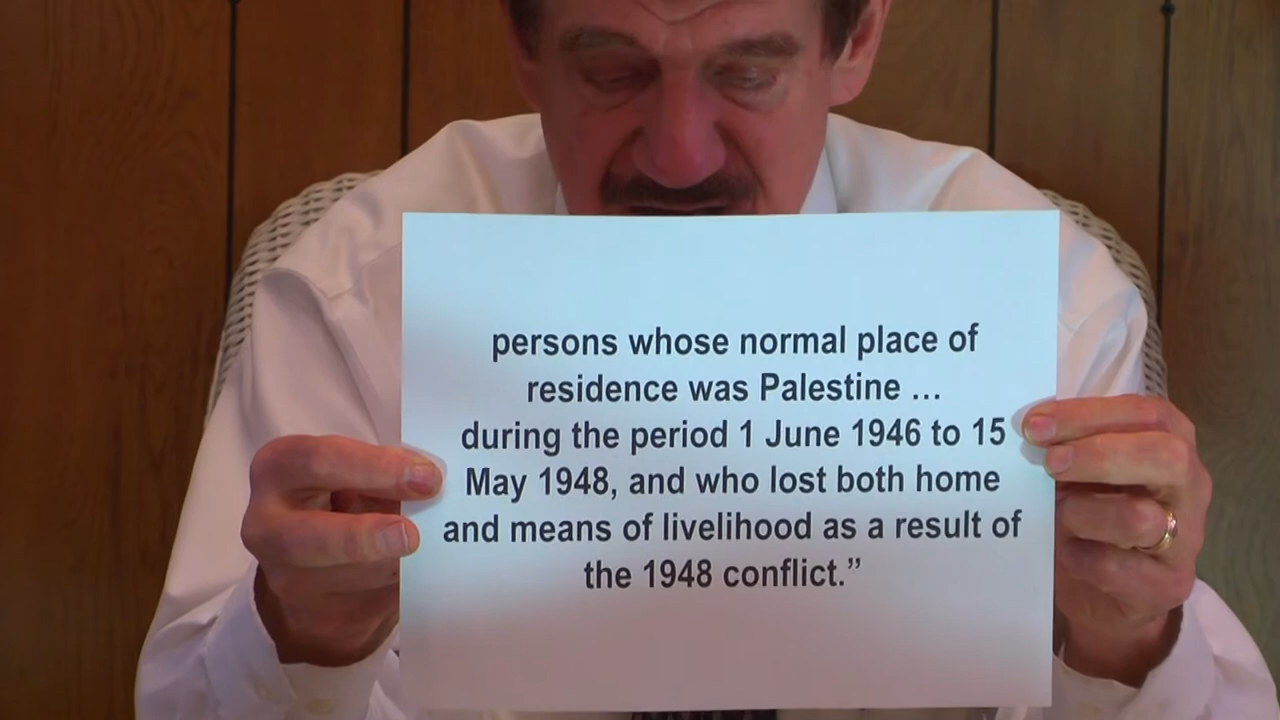 persons whose normal place of
residence was Palestine ...
during the period 1 June 1946 to 15
May 1948, and who lost both home
and means of livelihood as a result of
the 1948 conflict.”